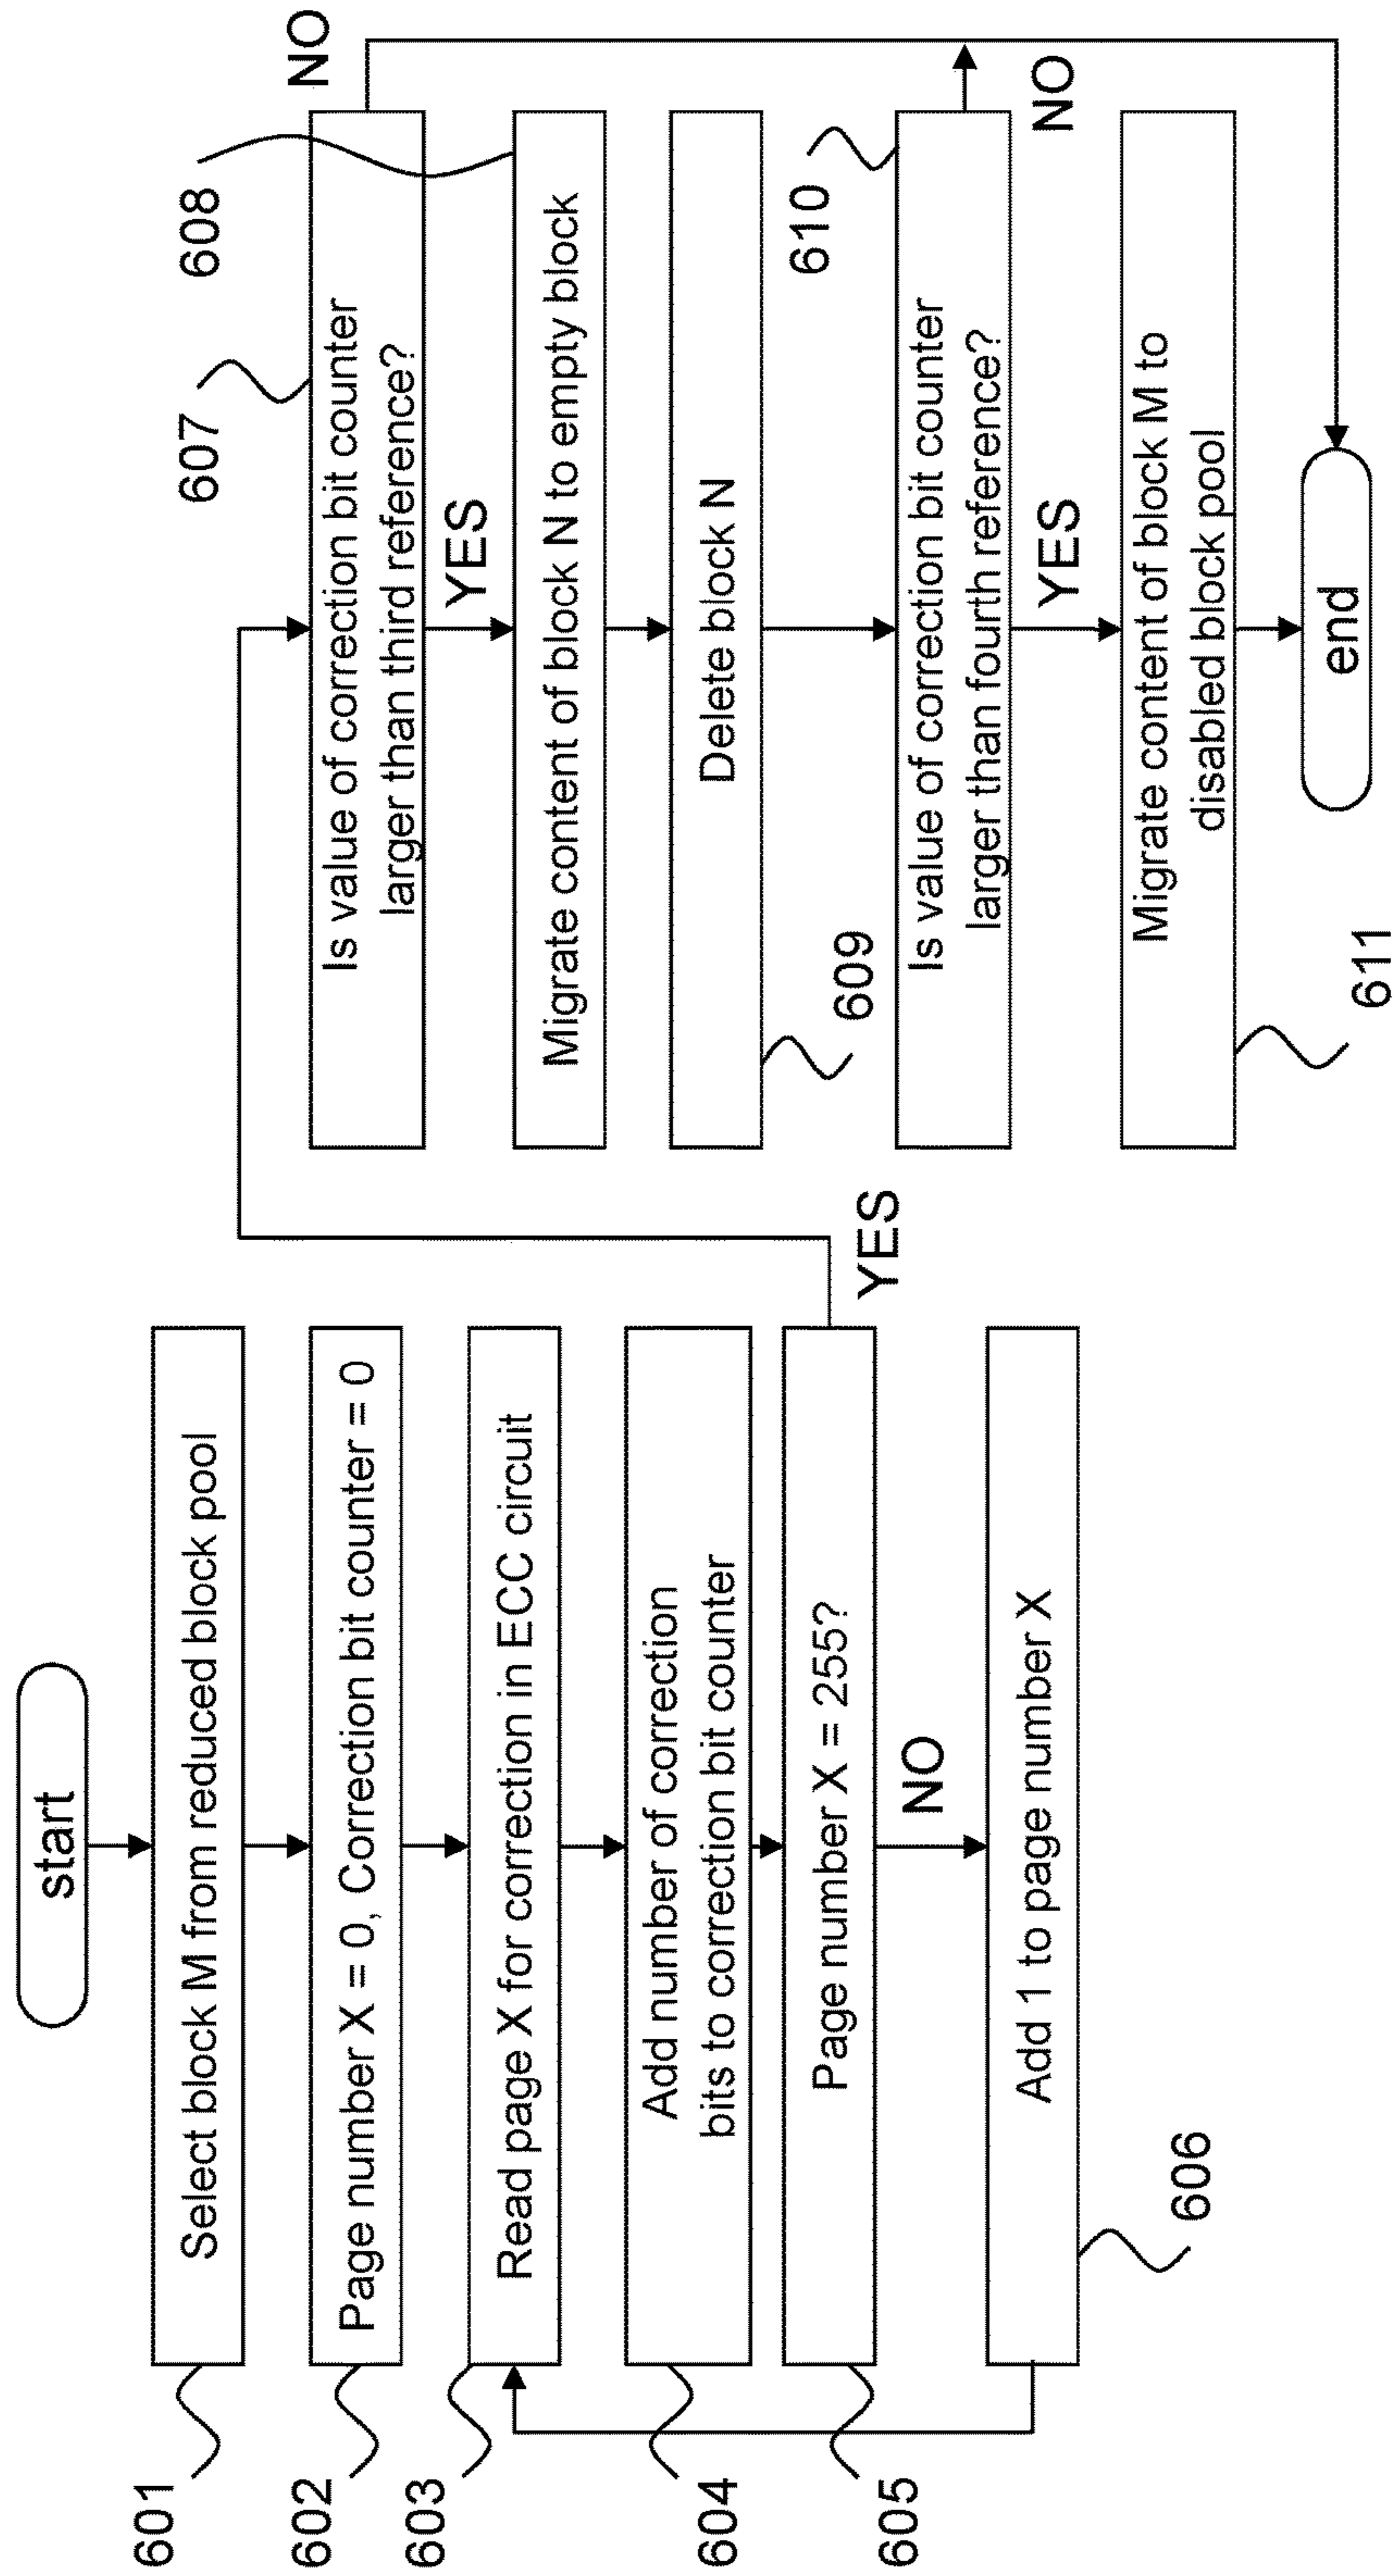 start
601
Select block M from reduced block pool
602
Page number X = 0, Correction bit counter = 0
603
Read page X for correction in ECC circuit
604
Add number of correction
bits to correction bit counter
605
Page number X = 255?
YES
NO
606
Add 1 to page number X
607
Is value of correction bit counter
larger than third reference?
NO
YES
608
Migrate content of block N to empty block
609
Delete block N
610
Is value of correction bit counter
larger than fourth reference?
NO
YES
611
Migrate content of block M to
disabled block pool
end